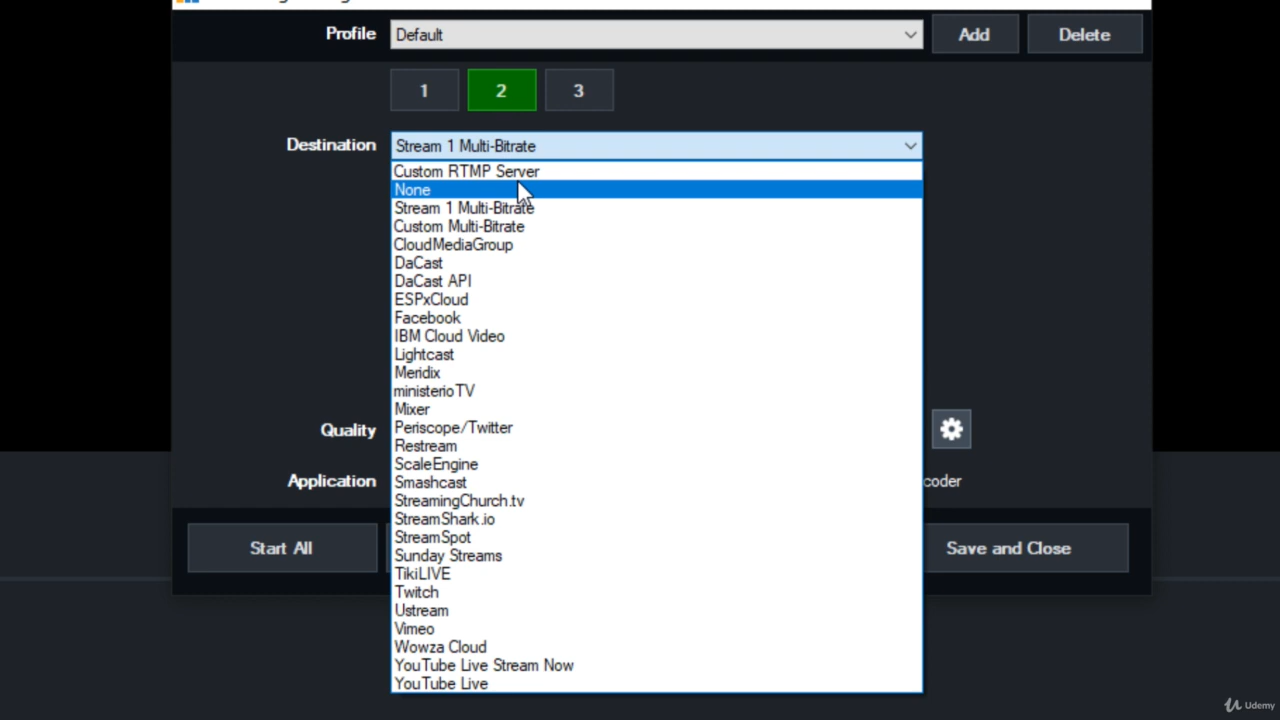 Profile
Default
Add
Delete
1
2
3
Destination
Stream 1 Multi-Bitrate
Custom RTMP Server
None
Stream 1 Multi-Bitrate
Custom Multi-Bitrate
CloudMediaGroup
DaCast
DaCast API
ESPxCloud
Facebook
IBM Cloud Video
Lightcast
Meridix
ministerioTV
Mixer
Periscope/Twitter
Restream
ScaleEngine
Smashcast
StreamingChurch.tv
StreamShark.io
StreamSpot
Sunday Streams
TikiLIVE
Twitch
Ustream
Vimeo
Wowza Cloud
YouTube Live Stream Now
YouTube Live
Quality
Application
coder
Start All
Save and Close
Udemy